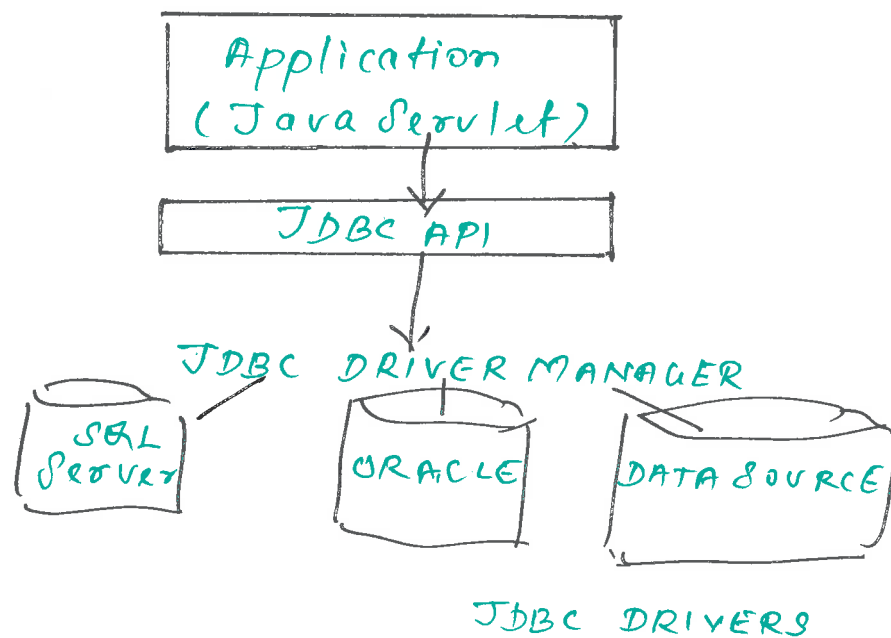 Application
(Java Servlet)
JDBC API
JDBC DRIVER MANAGER
SQL
Server
ORACLE
DATA SOURCE
JDBC DRIVERS